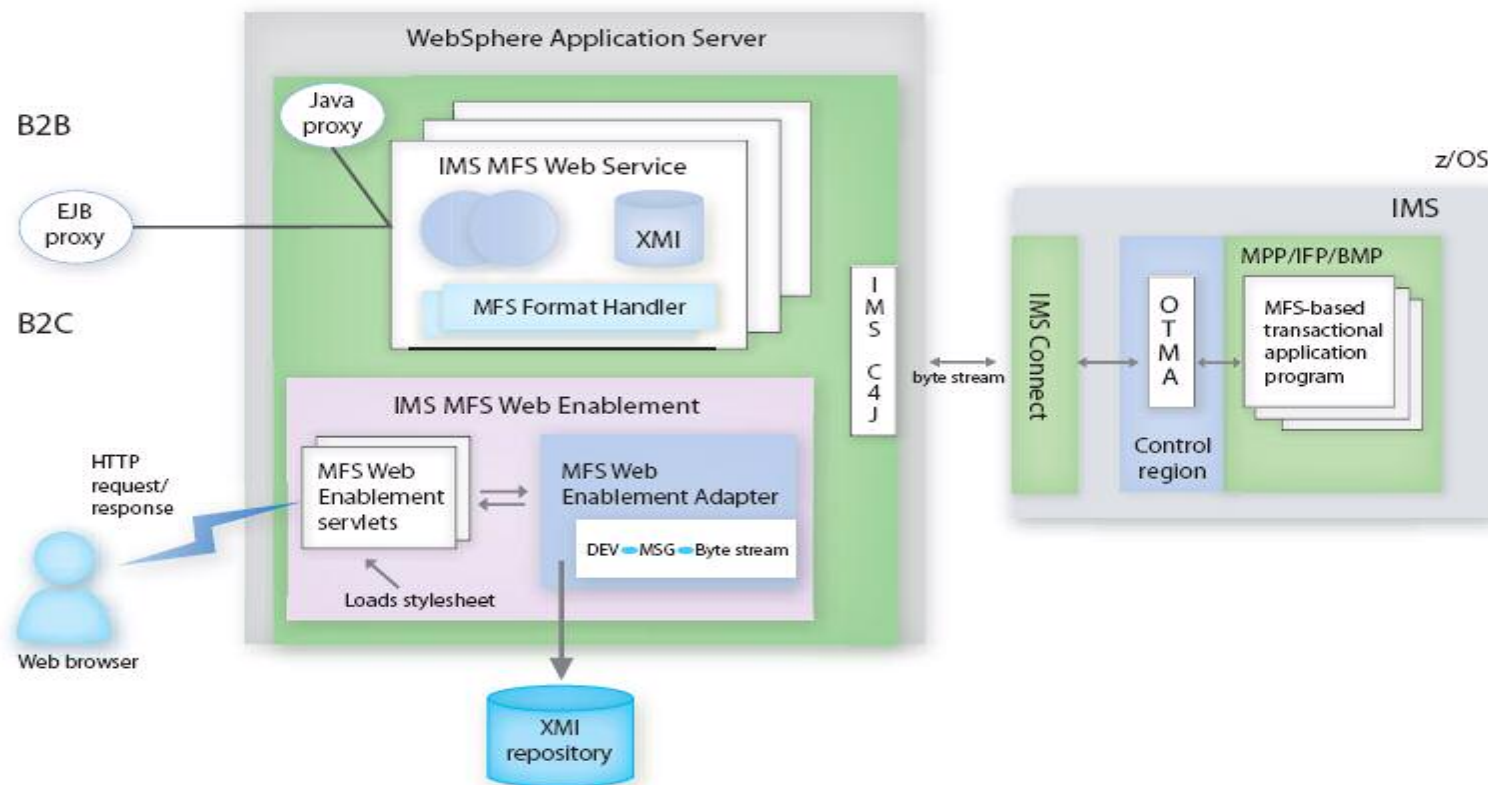 WebSphere Application Server
B2B
Java
proxy
IMS MFS Web Service
EJB
proxy
XMI
MFS Format Handler
B2C
I
M
S
C
4
J
byte stream
z/OS
IMS
IMS Connect
O
T
M
A
Control
region
MPP/IFP/BMP
MFS-based
transactional
application
program
IMS MFS Web Enablement
HTTP
request/
response
MFS Web
Enablement
servlets
MFS Web
Enablement Adapter
DEV MSG Byte stream
Loads stylesheet
Web browser
XMI
repository